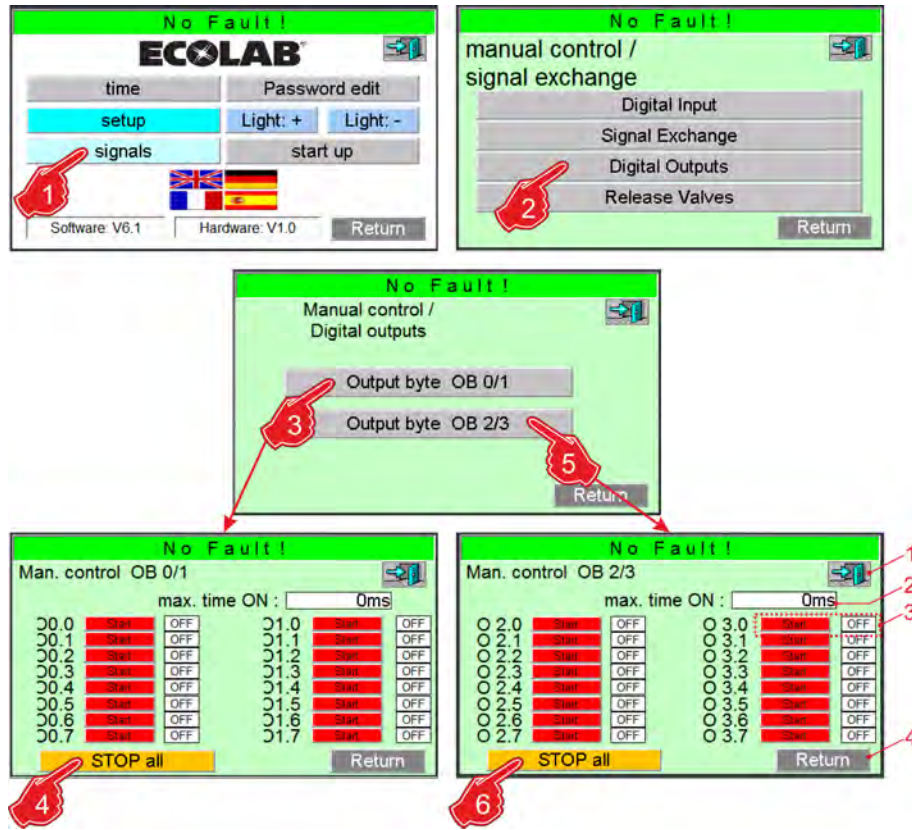 No Fault!
ECOLAB®
time
Password edit
setup
Light: +
Light: -
signals
start up
1
Software: V6.1
Hardware: V1.0
Return
No Fault!
manual control /
signal exchange
Digital Input
Signal Exchange
Digital Outputs
Release Valves
2
Return
No Fault!
Manual control /
Digital outputs
Output byte OB 0/1
3
Output byte OB 2/3
5
Return
No Fault!
Man. control OB 0/1
max. time ON : 0ms
O0.0 Start OFF O1.0 Start OFF
O0.1 Start OFF O1.1 Start OFF
O0.2 Start OFF O1.2 Start OFF
O0.3 Start OFF O1.3 Start OFF
O0.4 Start OFF O1.4 Start OFF
O0.5 Start OFF O1.5 Start OFF
O0.6 Start OFF O1.6 Start OFF
O0.7 Start OFF O1.7 Start OFF
STOP all
Return
4
No Fault!
Man. control OB 2/3
max. time ON : 0ms
O 2.0 Start OFF O 3.0 Start OFF
O 2.1 Start OFF O 3.1 Start OFF
O 2.2 Start OFF O 3.2 Start OFF
O 2.3 Start OFF O 3.3 Start OFF
O 2.4 Start OFF O 3.4 Start OFF
O 2.5 Start OFF O 3.5 Start OFF
O 2.6 Start OFF O 3.6 Start OFF
O 2.7 Start OFF O 3.7 Start OFF
STOP all
Return
6
1
2
3
4